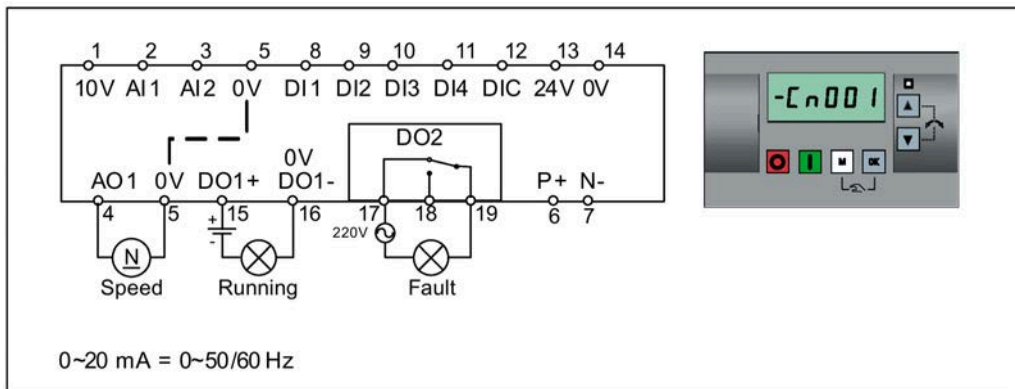 1 2 3 5 8 9 10 11 12 13 14
10V AI1 AI2 0V DI1 DI2 DI3 DI4 DIC 24V 0V
-Cn001
DO2
0V
AO1 0V DO1+ DO1- P+ N-
4 5 15 16 17 18 19 6 7
+
-
220V
N
M OK
Speed Running Fault
0~20 mA = 0~50/60 Hz